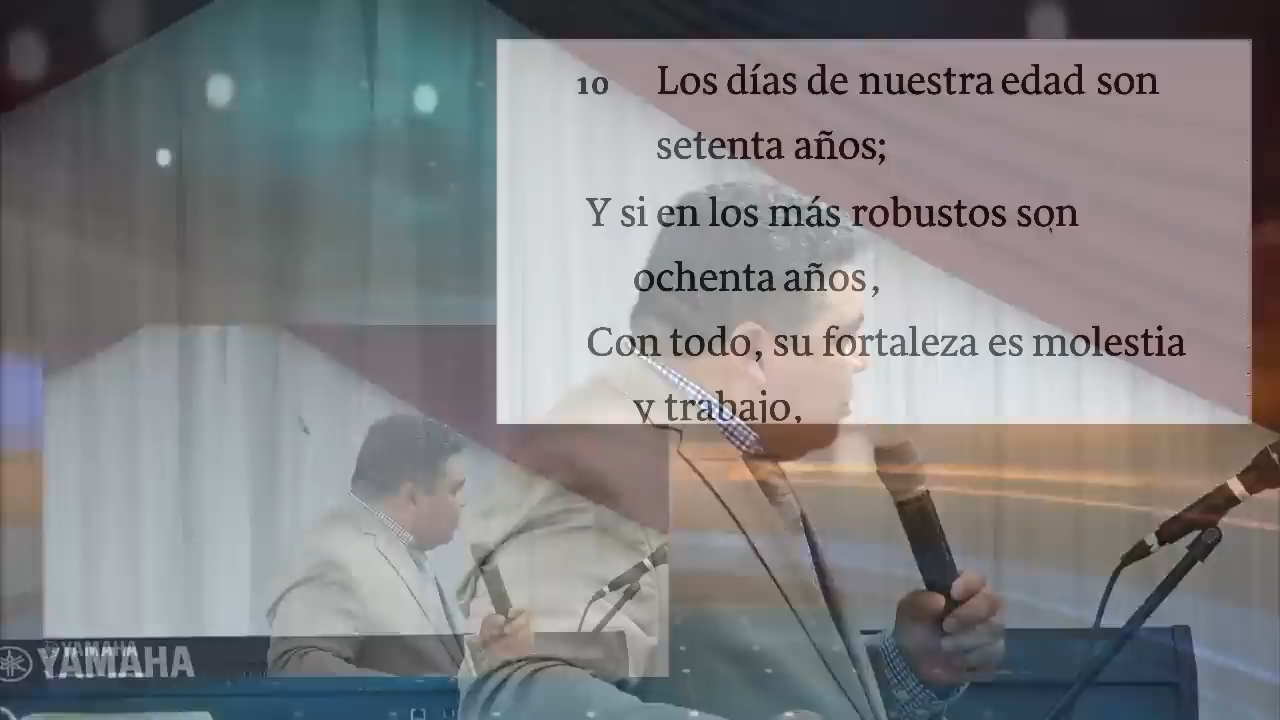 10 Los días de nuestra edad son
setenta años;
Y si en los más robustos son
ochenta años,
Con todo, su fortaleza es molestia
y trabajo,
YAMAHA
YAMAHA